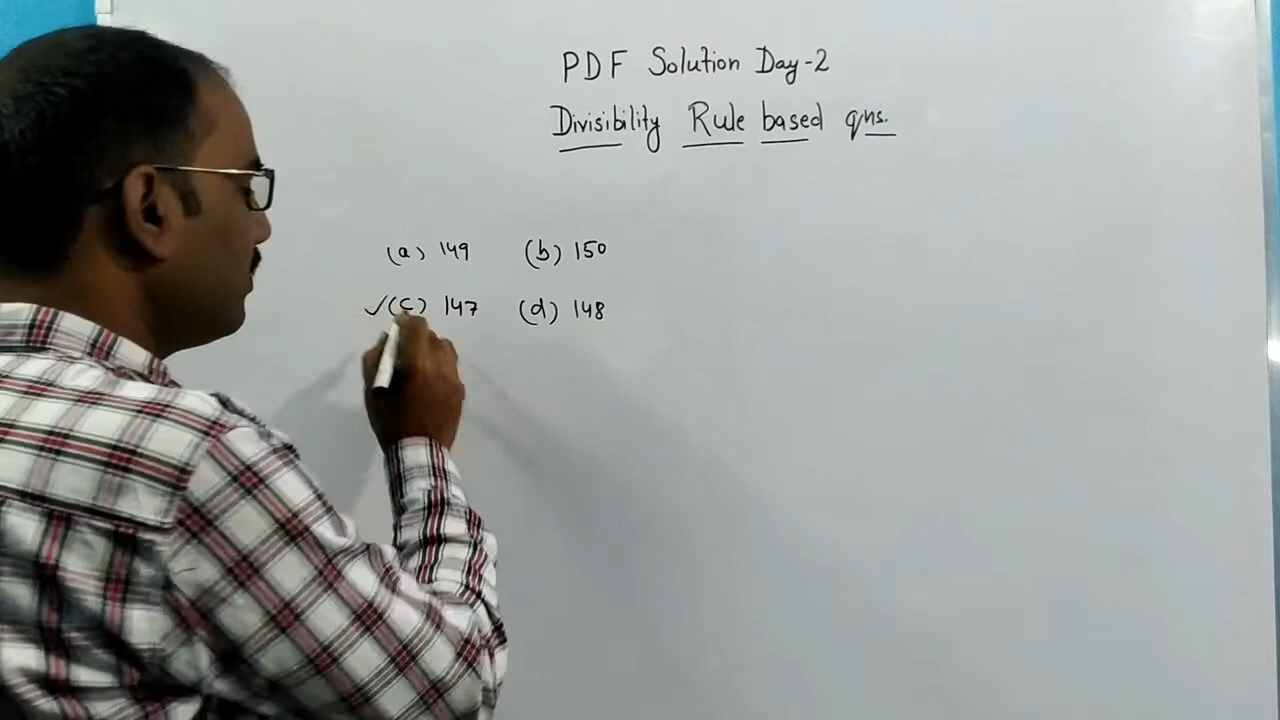 PDF Solution Day-2
Divisibility Rule based qns.
(a) 149 (b) 150
✓(c) 147 (d) 148